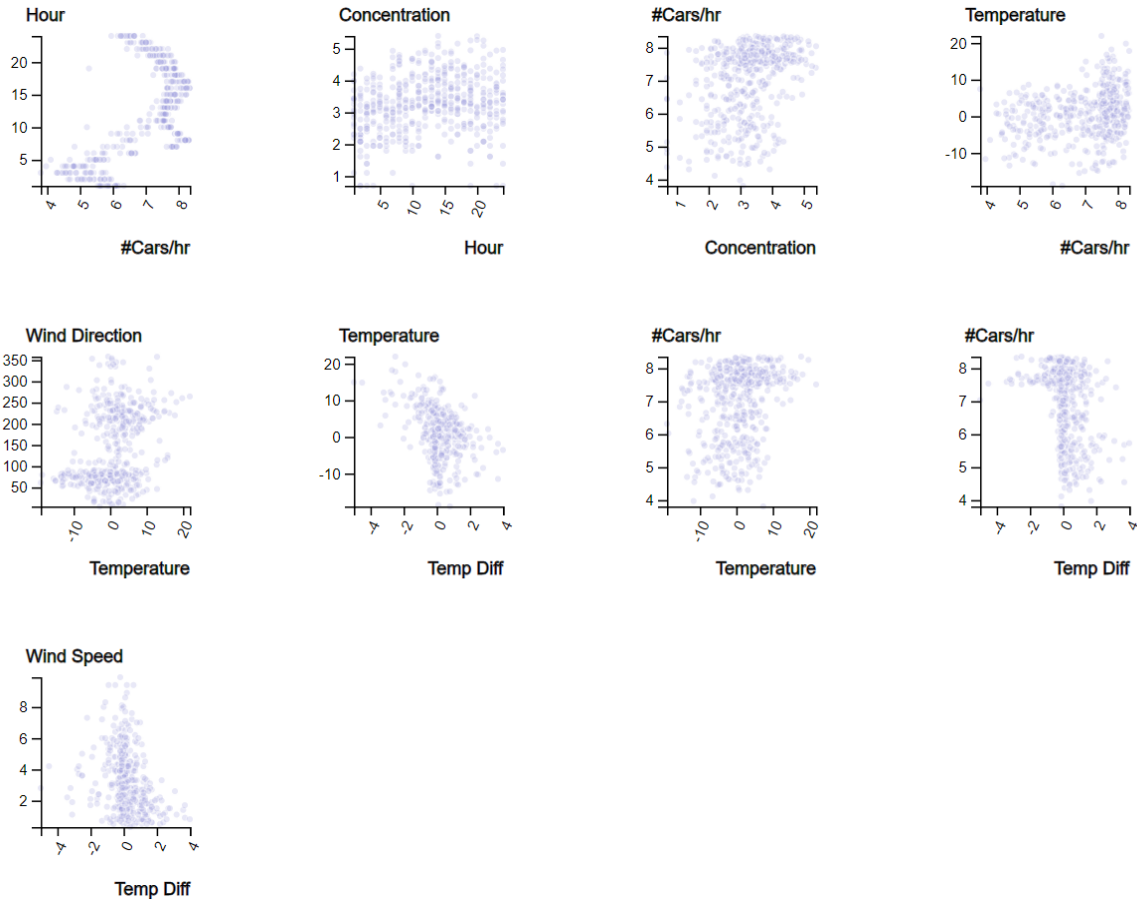 Hour
20
15
10
5
4 5 6 7 8
#Cars/hr
Concentration
5
4
3
2
1
5 10 15 20
Hour
#Cars/hr
8
7
6
5
4
1 2 3 4 5
Concentration
Temperature
20
10
0
-10
4 5 6 7 8
#Cars/hr
Wind Direction
350
300
250
200
150
100
50
-10 0 10 20
Temperature
Temperature
20
10
0
-10
-4 -2 0 2 4
Temp Diff
#Cars/hr
8
7
6
5
4
-10 0 10 20
Temperature
#Cars/hr
8
7
6
5
4
-4 -2 0 2 4
Temp Diff
Wind Speed
8
6
4
2
-4 -2 0 2 4
Temp Diff